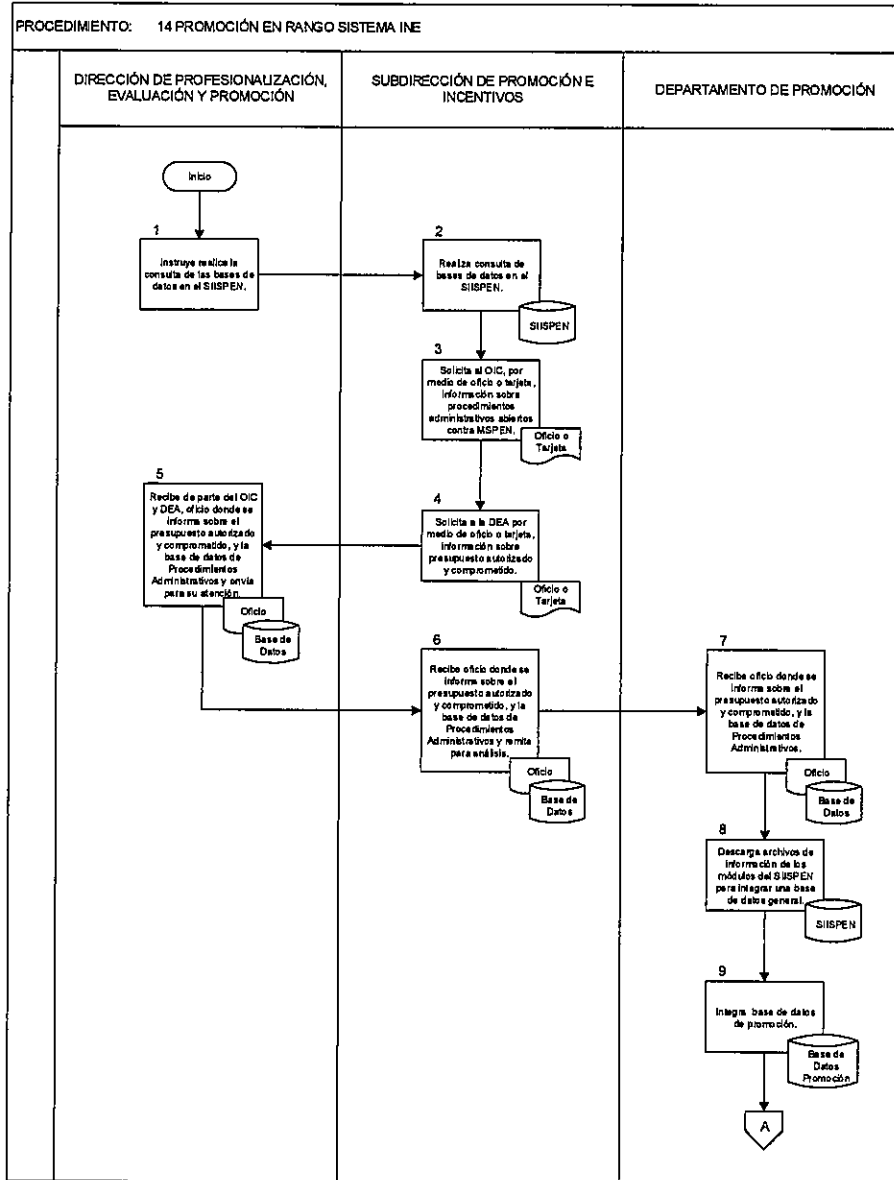 PROCEDIMIENTO: 14 PROMOCIÓN EN RANGO SISTEMA INE
DIRECCIÓN DE PROFESIONALIZACIÓN,
EVALUACIÓN Y PROMOCIÓN
SUBDIRECCIÓN DE PROMOCIÓN E
INCENTIVOS
DEPARTAMENTO DE PROMOCIÓN
Inicio
1
Instruye realice la
consulta de las bases de
datos en el SIISPEN.
2
Realiza consulta de
bases de datos en el
SIISPEN.
SIISPEN
3
Solicita al OIC, por
medio de oficio o tarjeta,
información sobre
procedimientos
administrativos abiertos
contra MSPEN.
Oficio o
Tarjeta
4
Solicita a la DEA por
medio de oficio o tarjeta,
información sobre
presupuesto autorizado
y comprometido.
Oficio o
Tarjeta
5
Recibe de parte del OIC
y DEA, oficio donde se
informa sobre el
presupuesto autorizado
y comprometido, y la
base de datos de
Procedimientos
Administrativos y envía
para su atención.
Oficio
Base de
Datos
6
Recibe oficio donde se
informa sobre el
presupuesto autorizado
y comprometido, y la
base de datos de
Procedimientos
Administrativos y remite
para análisis.
Oficio
Base de
Datos
7
Recibe oficio donde se
informa sobre el
presupuesto autorizado
y comprometido, y la
base de datos de
Procedimientos
Administrativos.
Oficio
Base de
Datos
8
Descarga archivos de
información de los
módulos del SIISPEN
para integrar una base
de datos general.
SIISPEN
9
Integra base de datos
de promoción.
Base de
Datos
Promoción
A